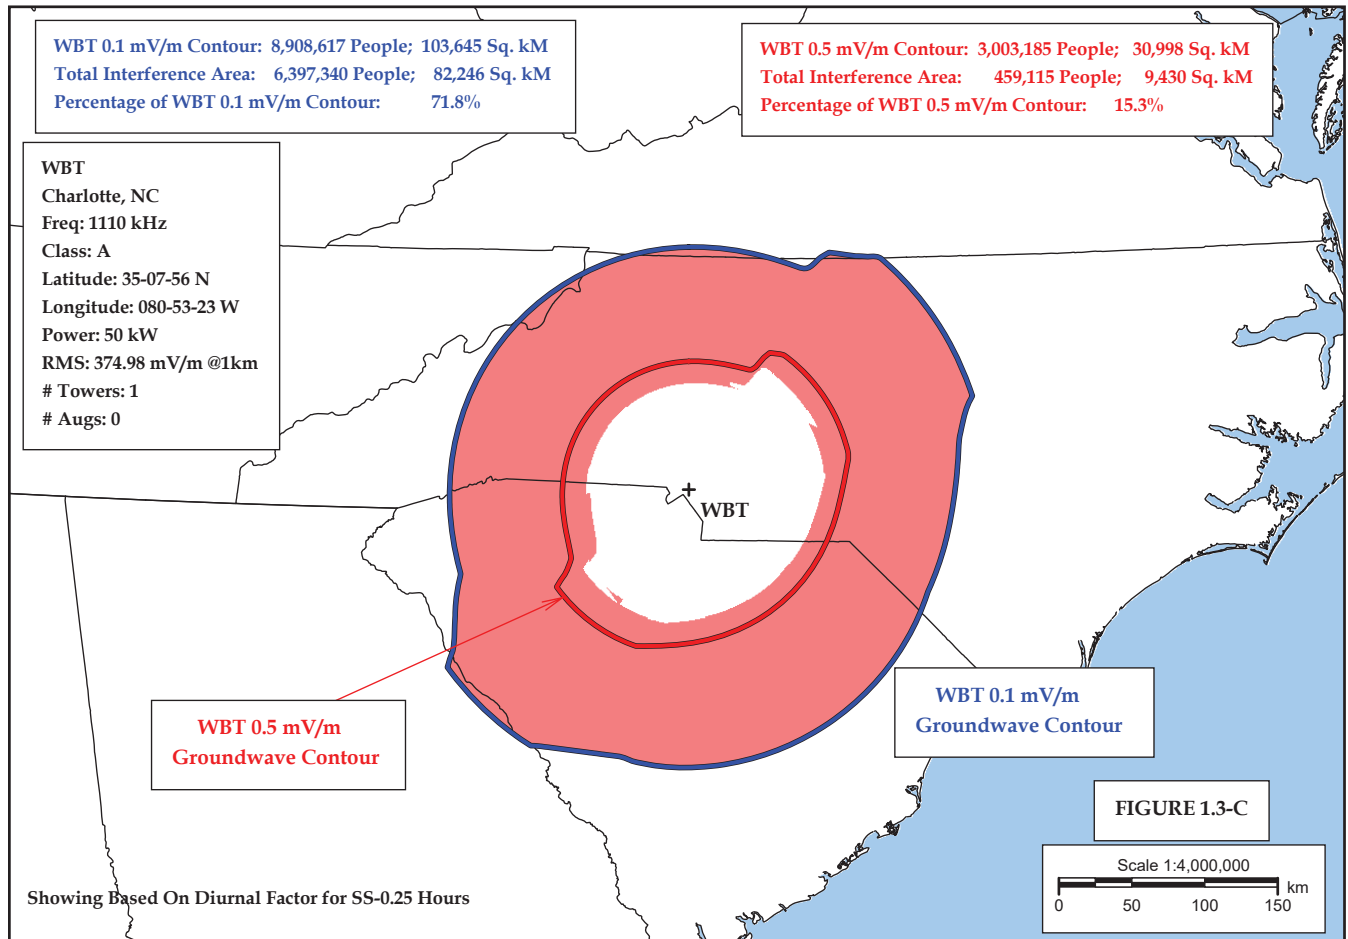 WBT 0.1 mV/m Contour: 8,908,617 People; 103,645 Sq. kM
Total Interference Area: 6,397,340 People; 82,246 Sq. kM
Percentage of WBT 0.1 mV/m Contour: 71.8%
WBT 0.5 mV/m Contour: 3,003,185 People; 30,998 Sq. kM
Total Interference Area: 459,115 People; 9,430 Sq. kM
Percentage of WBT 0.5 mV/m Contour: 15.3%
WBT
Charlotte, NC
Freq: 1110 kHz
Class: A
Latitude: 35-07-56 N
Longitude: 080-53-23 W
Power: 50 kW
RMS: 374.98 mV/m @1km
# Towers: 1
# Augs: 0
WBT
WBT 0.5 mV/m
Groundwave Contour
WBT 0.1 mV/m
Groundwave Contour
FIGURE 1.3-C
Scale 1:4,000,000
km
0 50 100 150
Showing Based On Diurnal Factor for SS-0.25 Hours